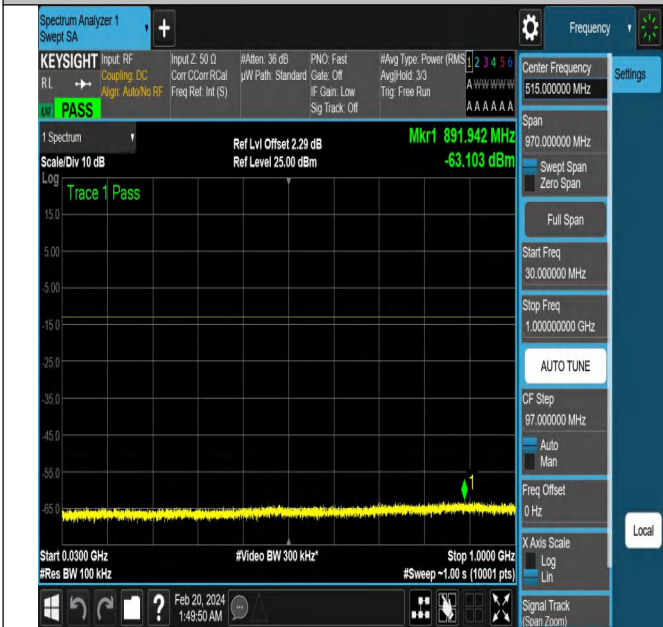 Spectrum Analyzer 1
Swept SA
+
Frequency
KEYSIGHT
RL
PASS
Input: RF
Coupling: DC
Align: Auto/No RF
Input Z: 50 Ω
Corr CCorr RCal
Freq Ref: Int (S)
#Atten: 36 dB
µW Path: Standard
PNO: Fast
Gate: Off
IF Gain: Low
Sig Track: Off
#Avg Type: Power (RMS
Avg|Hold: 3/3
Trig: Free Run
1 2 3 4 5 6
A W W W W W
A A A A A A
1 Spectrum
Scale/Div 10 dB
Log
Ref Lvl Offset 2.29 dB
Ref Level 25.00 dBm
Mkr1 891.942 MHz
-63.103 dBm
Trace 1 Pass
15.0
5.00
-5.00
-15.0
-25.0
-35.0
-45.0
-55.0
-65.0
1
Start 0.0300 GHz
#Res BW 100 kHz
#Video BW 300 kHz*
Stop 1.0000 GHz
#Sweep ~1.00 s (10001 pts)
?
Feb 20, 2024
1:49:50 AM
Center Frequency
515.000000 MHz
Span
970.000000 MHz
Swept Span
Zero Span
Full Span
Start Freq
30.000000 MHz
Stop Freq
1.000000000 GHz
AUTO TUNE
CF Step
97.000000 MHz
Auto
Man
Freq Offset
0 Hz
X Axis Scale
Log
Lin
Signal Track
(Span Zoom)
Settings
Local